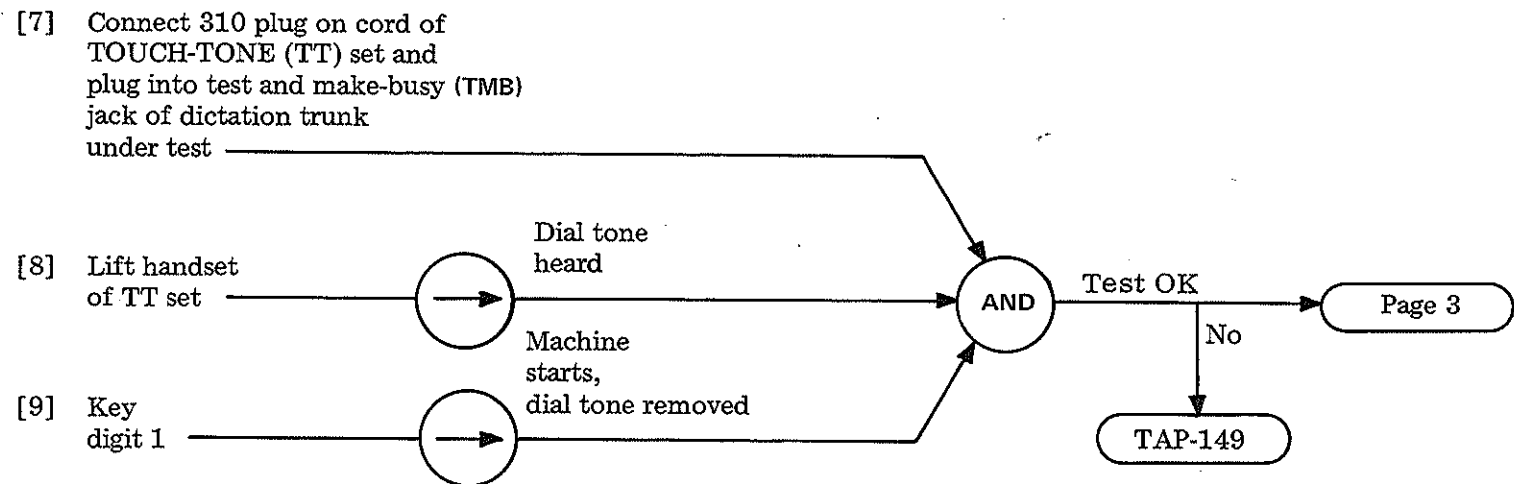 [7] Connect 310 plug on cord of
TOUCH-TONE (TT) set and
plug into test and make-busy (TMB)
jack of dictation trunk
under test
[8] Lift handset
of TT set
Dial tone
heard
AND
Test OK
Page 3
No
TAP-149
[9] Key
digit 1
Machine
starts,
dial tone removed